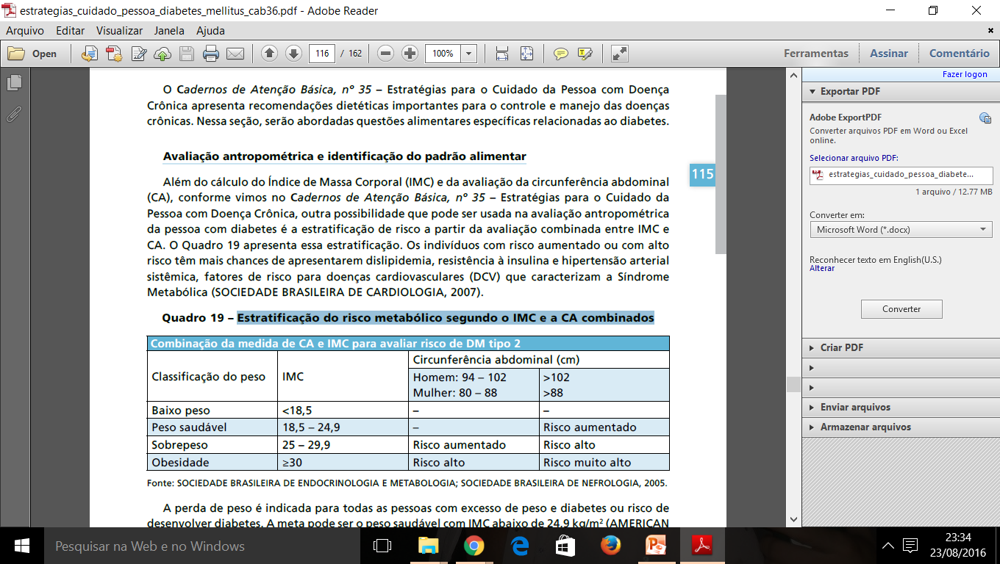 estrategias_cuidado_pessoa_diabetes_mellitus_cab36.pdf - Adobe Reader
Arquivo Editar Visualizar Janela Ajuda
Open 116 / 162 100% Ferramentas Assinar Comentário
O Cadernos de Atenção Básica, nº 35 – Estratégias para o Cuidado da Pessoa com Doença
Crônica apresenta recomendações dietéticas importantes para o controle e manejo das doenças
crônicas. Nessa seção, serão abordadas questões alimentares específicas relacionadas ao diabetes.
Avaliação antropométrica e identificação do padrão alimentar
115
Além do cálculo do Índice de Massa Corporal (IMC) e da avaliação da circunferência abdominal
(CA), conforme vimos no Cadernos de Atenção Básica, nº 35 – Estratégias para o Cuidado da
Pessoa com Doença Crônica, outra possibilidade que pode ser usada na avaliação antropométrica
da pessoa com diabetes é a estratificação de risco a partir da avaliação combinada entre IMC e
CA. O Quadro 19 apresenta essa estratificação. Os indivíduos com risco aumentado ou com alto
risco têm mais chances de apresentarem dislipidemia, resistência à insulina e hipertensão arterial
sistêmica, fatores de risco para doenças cardiovasculares (DCV) que caracterizam a Síndrome
Metabólica (SOCIEDADE BRASILEIRA DE CARDIOLOGIA, 2007).
Quadro 19 – Estratificação do risco metabólico segundo o IMC e a CA combinados
Combinação da medida de CA e IMC para avaliar risco de DM tipo 2
Classificação do peso IMC Circunferência abdominal (cm)
Homem: 94 – 102 >102
Mulher: 80 – 88 >88
Baixo peso <18,5 – –
Peso saudável 18,5 – 24,9 – Risco aumentado
Sobrepeso 25 – 29,9 Risco aumentado Risco alto
Obesidade ≥30 Risco alto Risco muito alto
Fonte: SOCIEDADE BRASILEIRA DE ENDOCRINOLOGIA E METABOLOGIA; SOCIEDADE BRASILEIRA DE NEFROLOGIA, 2005.
A perda de peso é indicada para todas as pessoas com excesso de peso e diabetes ou risco de
desenvolver diabetes. A meta pode ser o peso saudável com IMC abaixo de 24,9 kg/m² (AMERICAN
Fazer logon
Exportar PDF
Adobe ExportPDF
Converter arquivos PDF em Word ou Excel
online.
Selecionar arquivo PDF:
estrategias_cuidado_pessoa_diabete...
1 arquivo / 12.77 MB
Converter em:
Microsoft Word (*.docx)
Reconhecer texto em English(U.S.)
Alterar
Converter
Criar PDF
Enviar arquivos
Armazenar arquivos
Pesquisar na Web e no Windows
23:34
23/08/2016